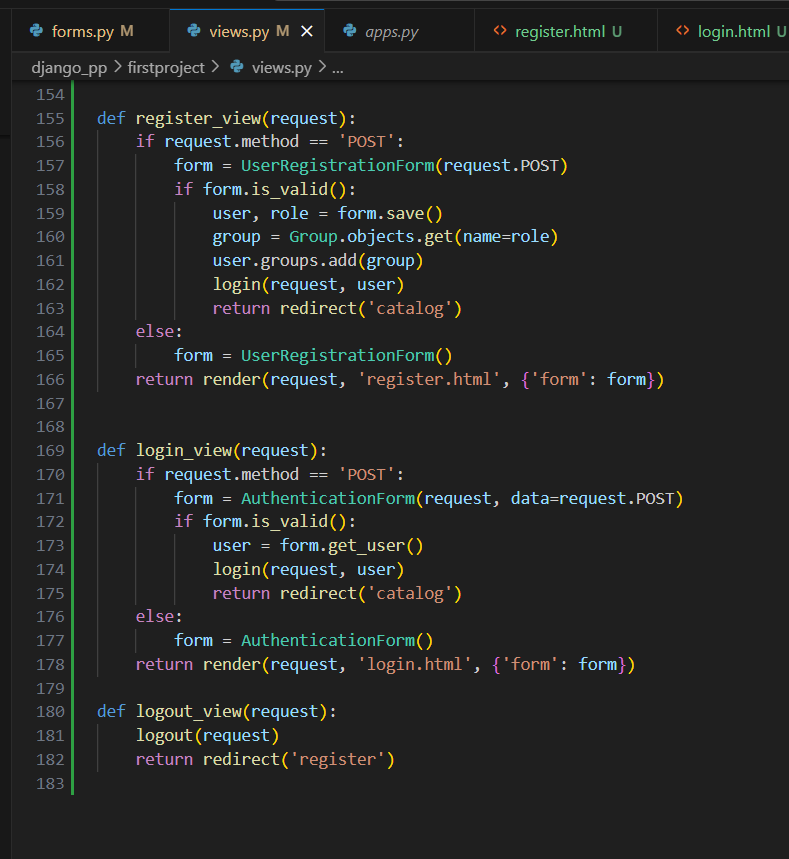 forms.py M views.py M × apps.py <> register.html U <> login.html U
django_pp > firstproject > views.py > ...
154
155 def register_view(request):
156     if request.method == 'POST':
157         form = UserRegistrationForm(request.POST)
158         if form.is_valid():
159             user, role = form.save()
160             group = Group.objects.get(name=role)
161             user.groups.add(group)
162             login(request, user)
163             return redirect('catalog')
164     else:
165         form = UserRegistrationForm()
166     return render(request, 'register.html', {'form': form})
167
168
169 def login_view(request):
170     if request.method == 'POST':
171         form = AuthenticationForm(request, data=request.POST)
172         if form.is_valid():
173             user = form.get_user()
174             login(request, user)
175             return redirect('catalog')
176     else:
177         form = AuthenticationForm()
178     return render(request, 'login.html', {'form': form})
179
180 def logout_view(request):
181     logout(request)
182     return redirect('register')
183